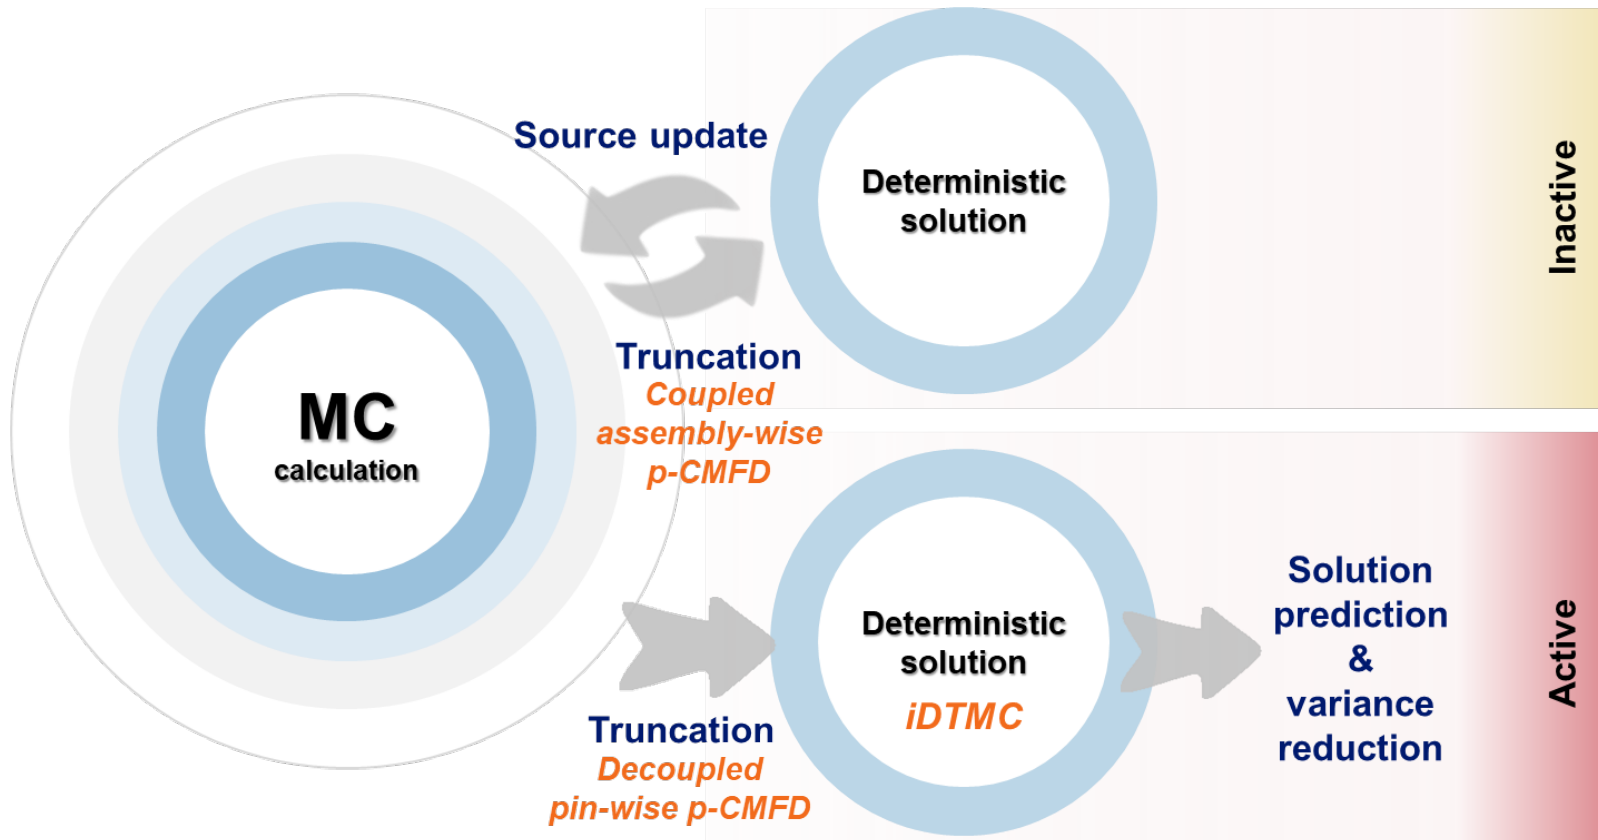 Source update
Deterministic
solution
Inactive
Truncation
Coupled
assembly-wise
p-CMFD
MC
calculation
Deterministic
solution
iDTMC
Solution
prediction
&
variance
reduction
Active
Truncation
Decoupled
pin-wise p-CMFD